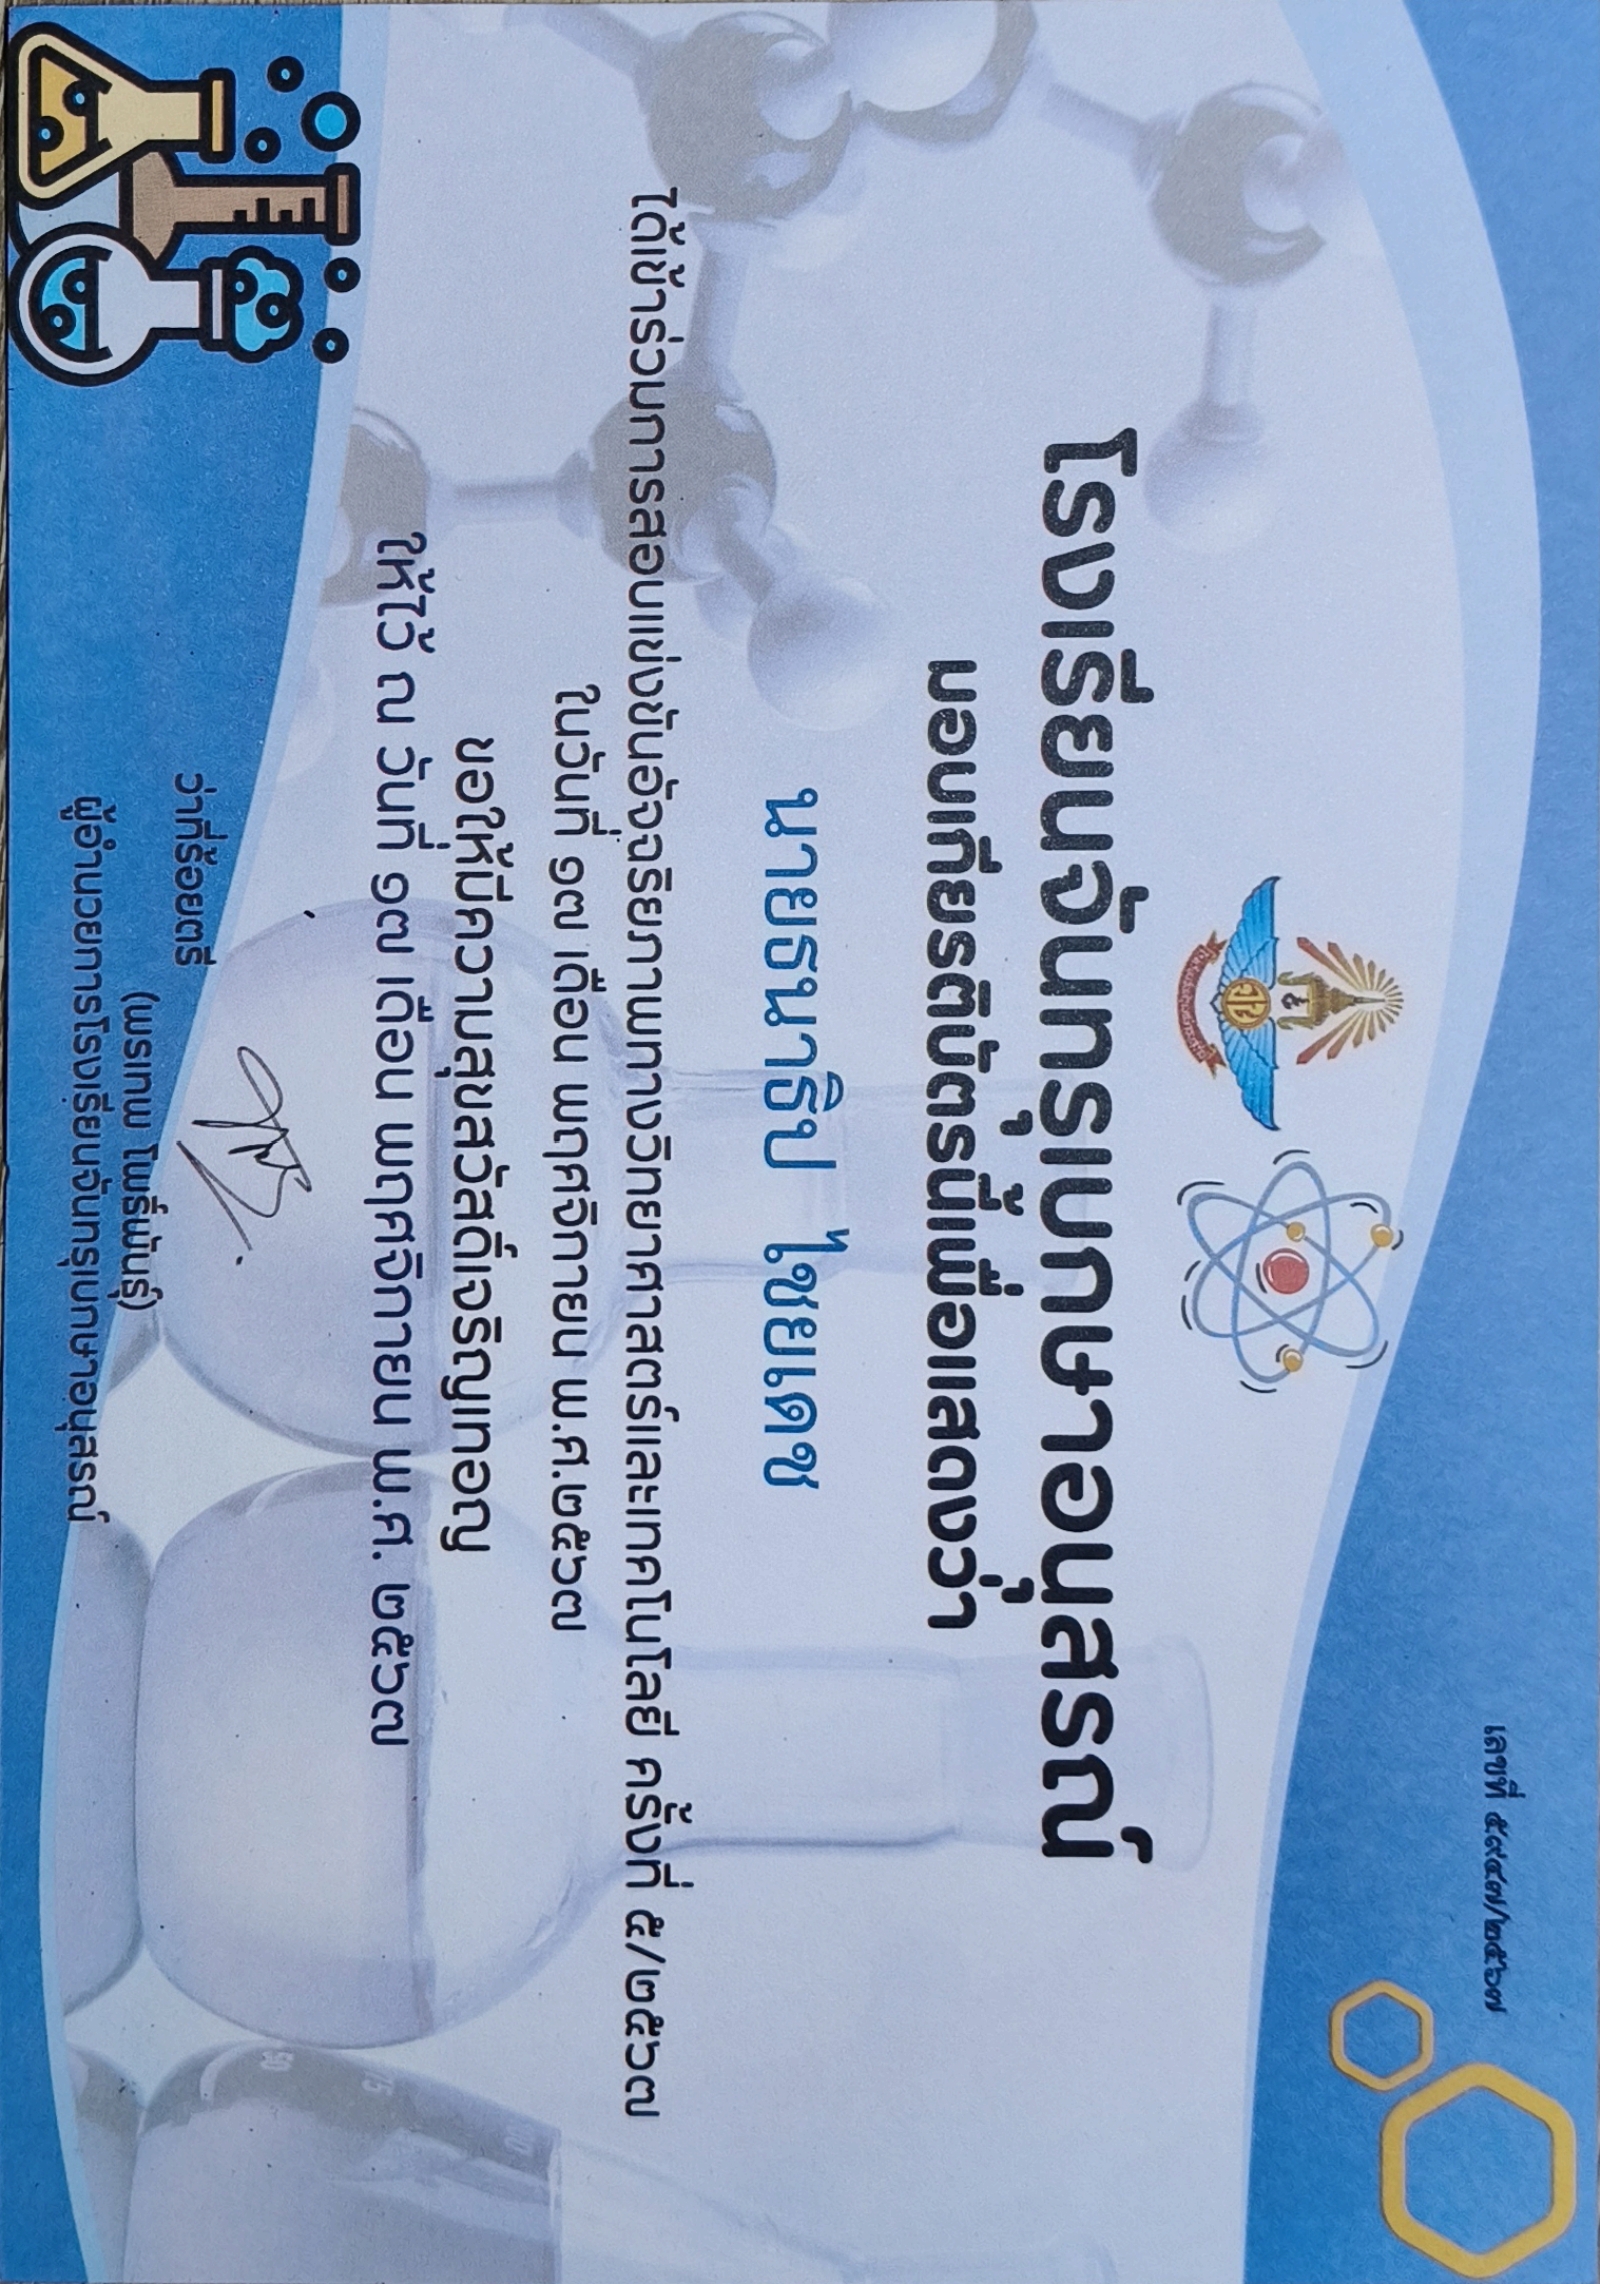 เลขที่ ๕๙๔๗/๒๕๖๗
โรงเรียนจันทรุเบกษาอนุสรณ์
มอบเกียรติบัตรนี้เพื่อแสดงว่า
นายธนาธิป ไชยเดช
ได้เข้าร่วมการสอบแข่งขันอัจฉริยภาพทางวิทยาศาสตร์และเทคโนโลยี ครั้งที่ ๕/๒๕๖๗
ในวันที่ ๑๗ เดือน พฤศจิกายน พ.ศ.๒๕๖๗
ขอให้มีความสุขสวัสดิ์เจริญเทอญ
ให้ไว้ ณ วันที่ ๑๗ เดือน พฤศจิกายน พ.ศ. ๒๕๖๗
ว่าที่ร้อยตรี
(พรเทพ โพธิ์พันธุ์)
ผู้อำนวยการโรงเรียนจันทรุเบกษาอนุสรณ์
50
75